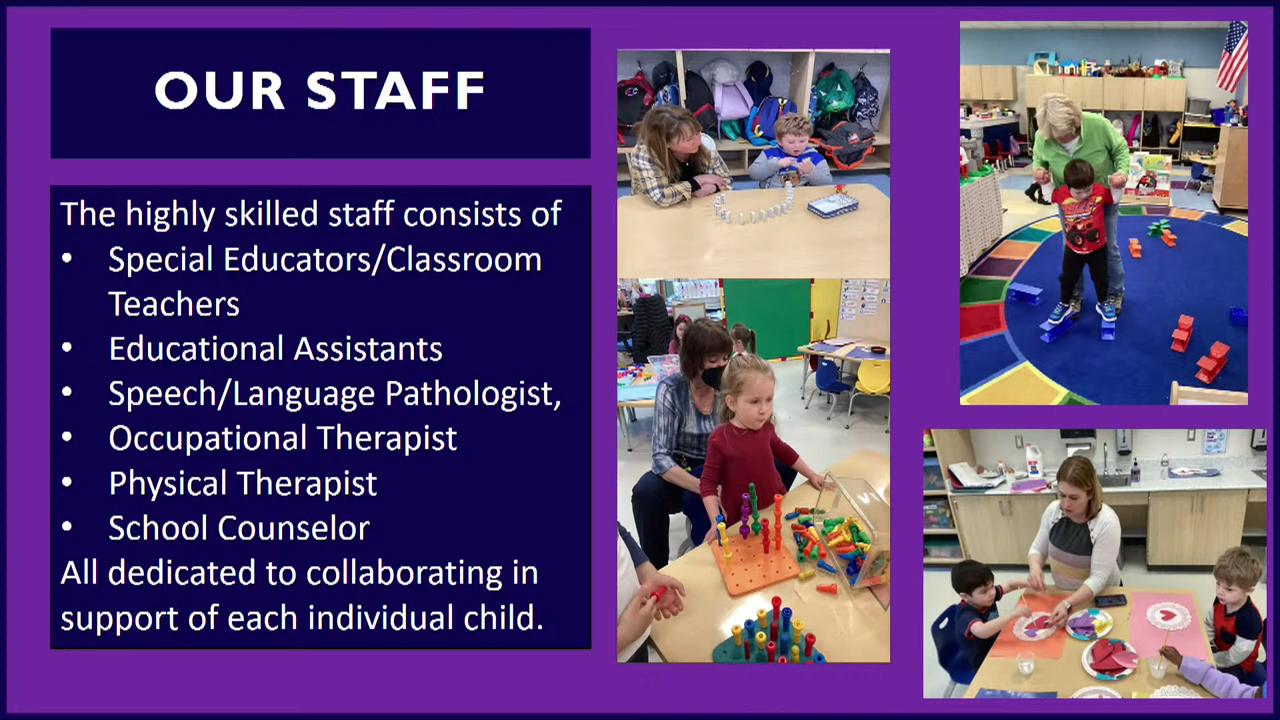 OUR STAFF
The highly skilled staff consists of
• Special Educators/Classroom
Teachers
• Educational Assistants
• Speech/Language Pathologist,
• Occupational Therapist
• Physical Therapist
• School Counselor
All dedicated to collaborating in
support of each individual child.